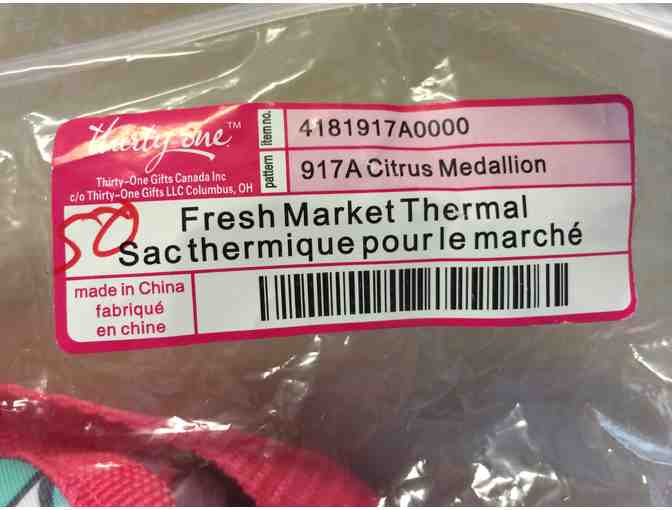 thirty-one™
Thirty-One Gifts Canada Inc
c/o Thirty-One Gifts LLC Columbus, OH
item no.
4181917A0000
pattern
917A Citrus Medallion
50
Fresh Market Thermal
Sac thermique pour le marché
made in China
fabriqué
en chine